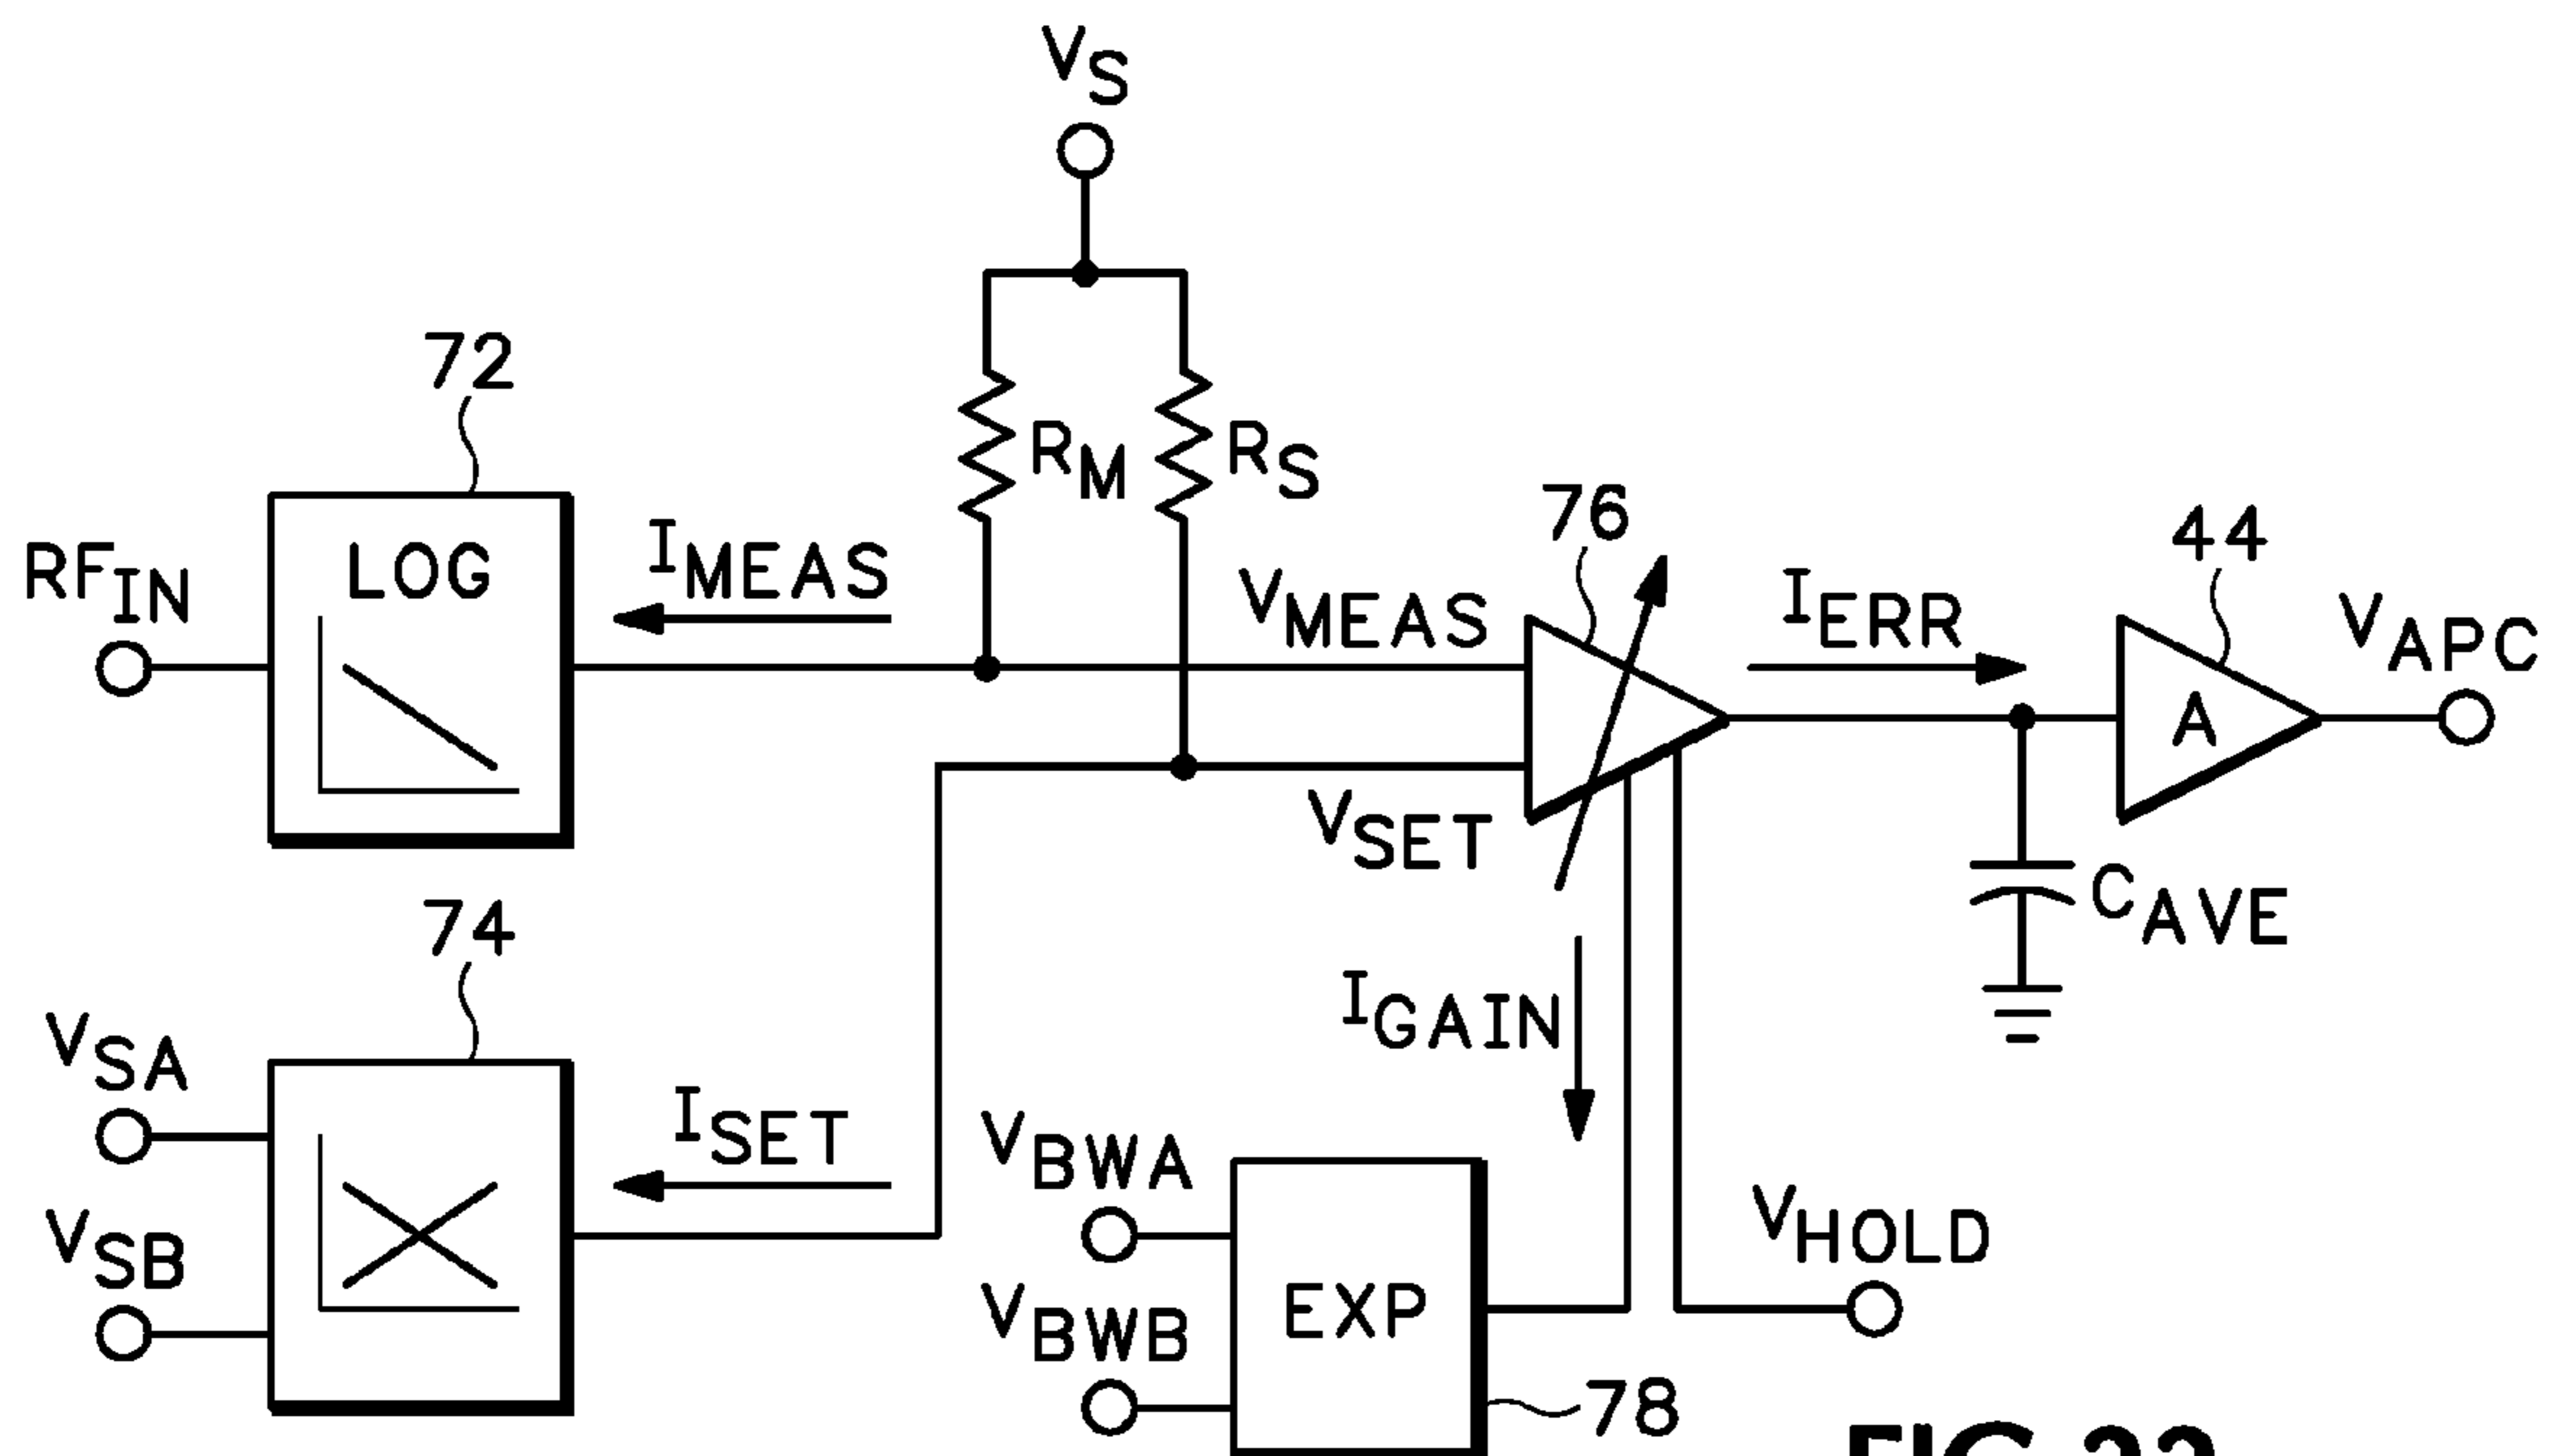 VS
72
RM
RS
LOG
RFIN
IMEAS
VMEAS
76
IERR
44
A
VAPC
VSET
CAVE
74
VSA
VSB
ISET
IGAIN
VBWA
VBWB
EXP
VHOLD
78